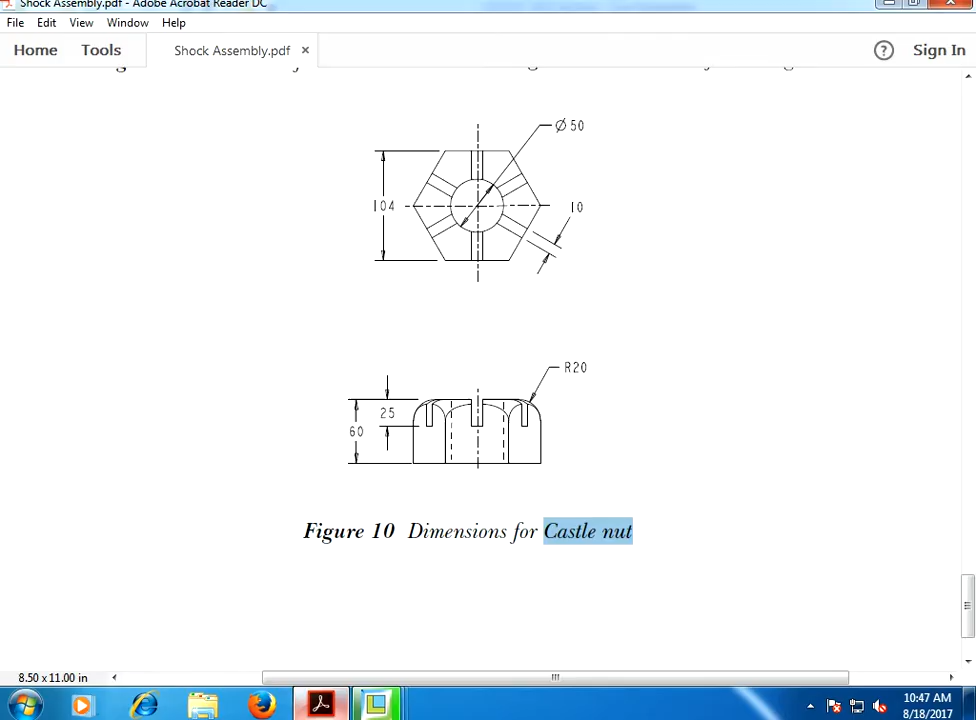 Shock Assembly.pdf - Adobe Acrobat Reader DC
File Edit View Window Help
Home Tools Shock Assembly.pdf × ? Sign In
Ø 50
104
10
R20
25
60
Figure 10 Dimensions for Castle nut
8.50 x 11.00 in
10:47 AM
8/18/2017